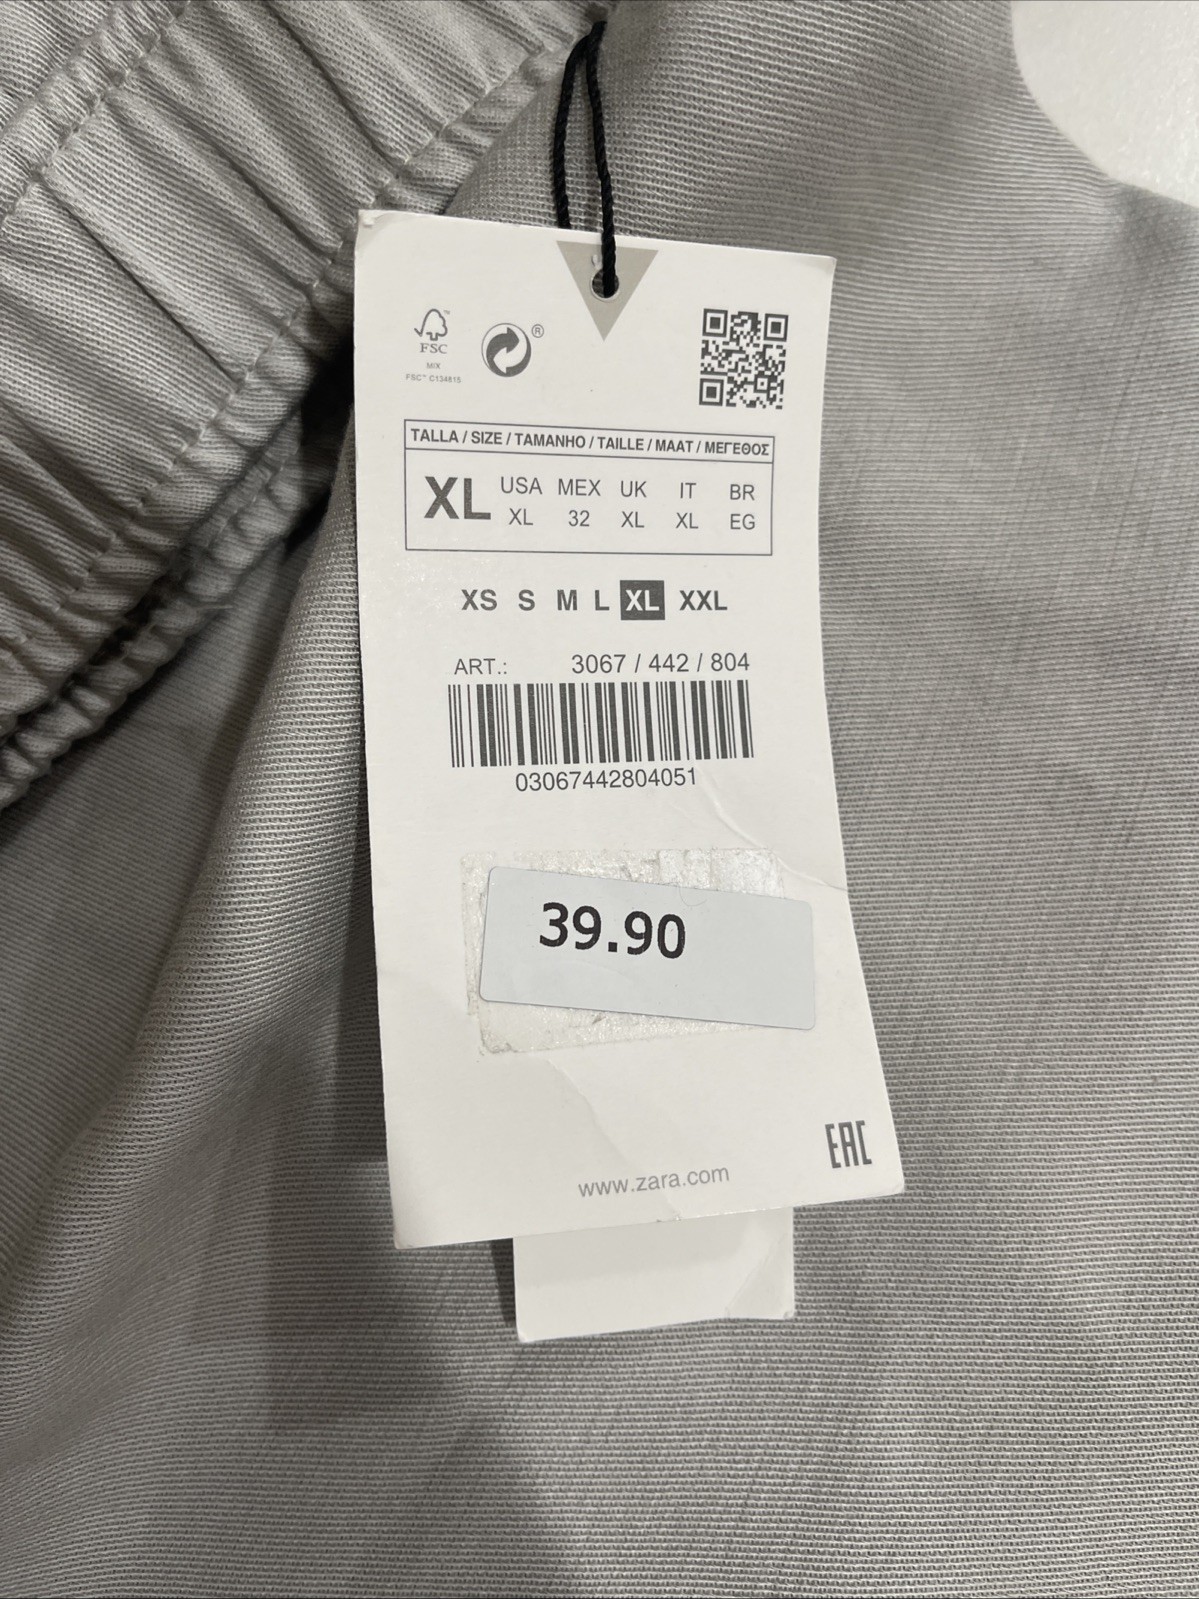 FSC™
MIX
FSC™ C134815
®
TALLA / SIZE / TAMANHO / TAILLE / MAAT / ΜΕΓΕΘΟΣ
XL USA MEX UK IT BR
XL 32 XL XL EG
XS S M L XL XXL
ART.: 3067 / 442 / 804
03067442804051
39.90
EAC
www.zara.com